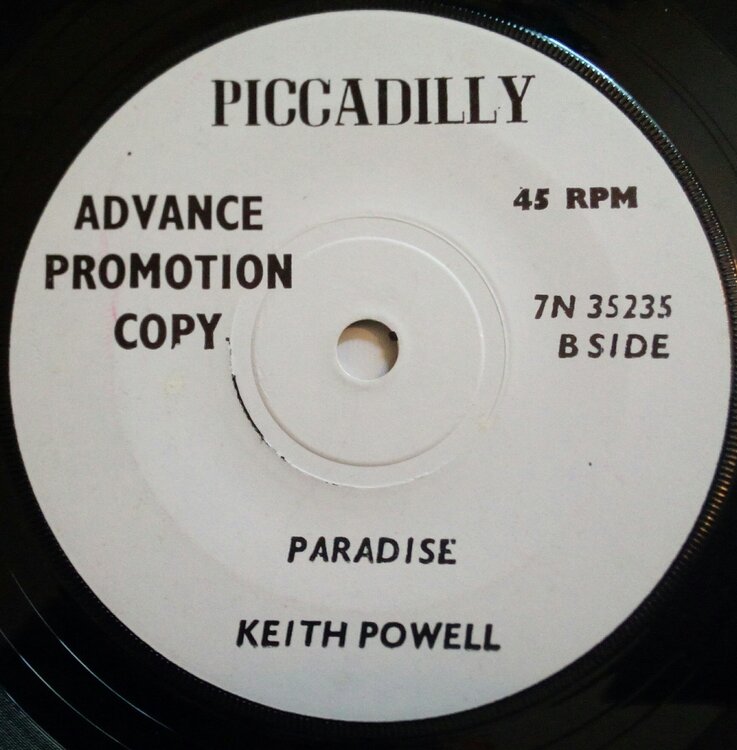 PICCADILLY
ADVANCE
PROMOTION
COPY.
45 RPM
7N 35235
B SIDE
PARADISE
KEITH POWELL